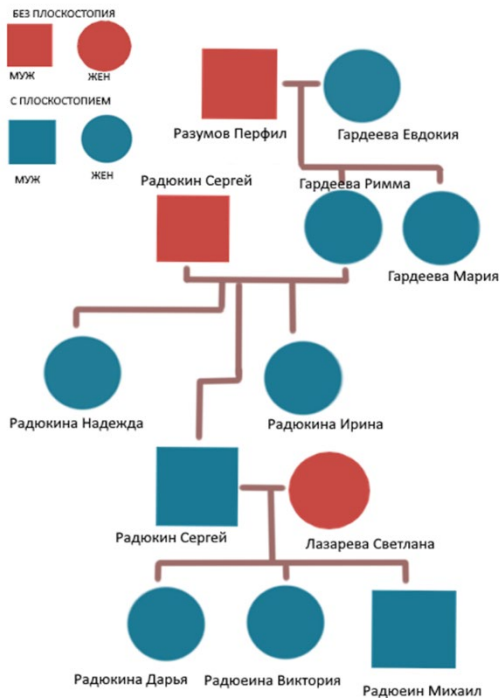 БЕЗ ПЛОСКОСТОПИЯ
МУЖ ЖЕН
С ПЛОСКОСТОПИЕМ
МУЖ ЖЕН
Разумов Перфил Гардеева Евдокия
Радюкин Сергей Гардеева Римма
Гардеева Мария
Радюкина Надежда Радюкина Ирина
Радюкин Сергей Лазарева Светлана
Радюкина Дарья Радюеина Виктория Радюеин Михаил